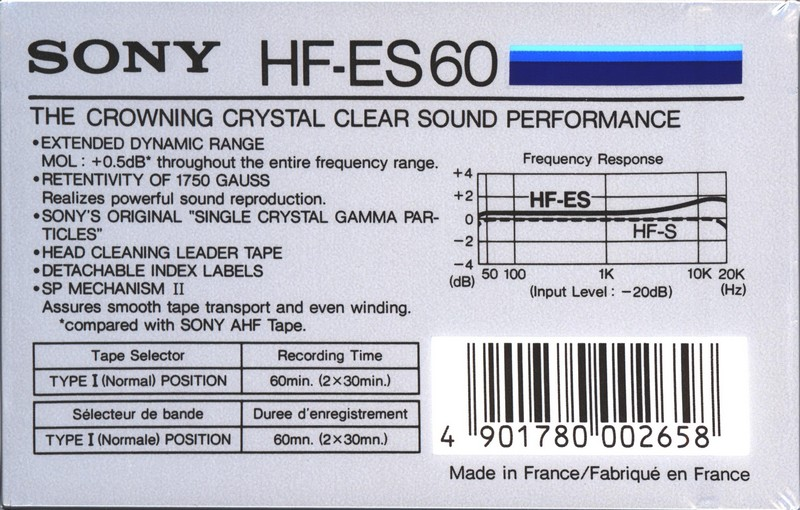 SONY HF-ES60
THE CROWNING CRYSTAL CLEAR SOUND PERFORMANCE
•EXTENDED DYNAMIC RANGE
MOL : +0.5dB* throughout the entire frequency range.
•RETENTIVITY OF 1750 GAUSS
Realizes powerful sound reproduction.
•SONY'S ORIGINAL "SINGLE CRYSTAL GAMMA PAR-
TICLES"
•HEAD CLEANING LEADER TAPE
•DETACHABLE INDEX LABELS
•SP MECHANISM II
Assures smooth tape transport and even winding.
*compared with SONY AHF Tape.
Frequency Response
+4
+2
0
−2
−4
(dB)
HF-ES
HF-S
50 100 1K 10K 20K
(Input Level : −20dB) (Hz)
Tape Selector Recording Time
TYPE I (Normal) POSITION 60min. (2×30min.)
Sélecteur de bande Duree d'enregistrement
TYPE I (Normale) POSITION 60mn. (2×30mn.)
4 901780 002658
Made in France/Fabriqué en France